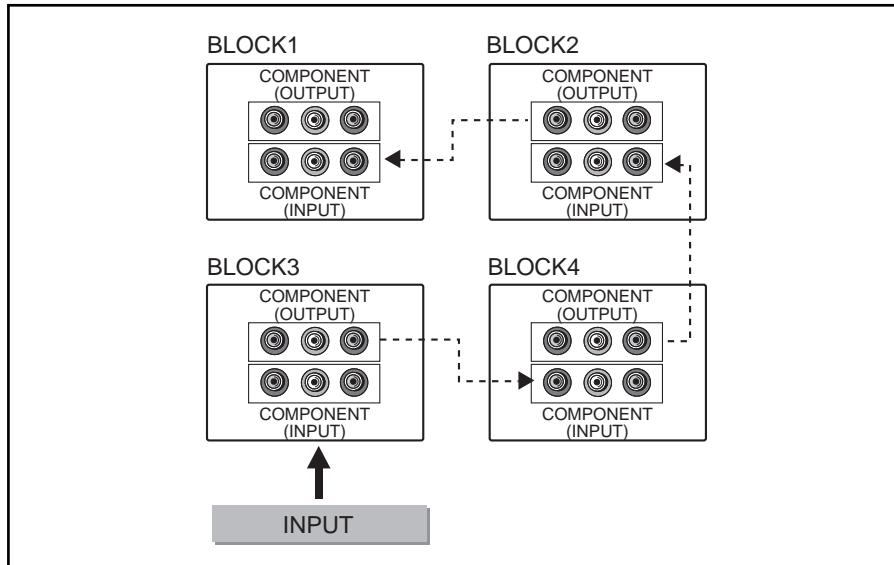 BLOCK1
COMPONENT
(OUTPUT)
COMPONENT
(INPUT)
BLOCK2
COMPONENT
(OUTPUT)
COMPONENT
(INPUT)
BLOCK3
COMPONENT
(OUTPUT)
COMPONENT
(INPUT)
BLOCK4
COMPONENT
(OUTPUT)
COMPONENT
(INPUT)
INPUT